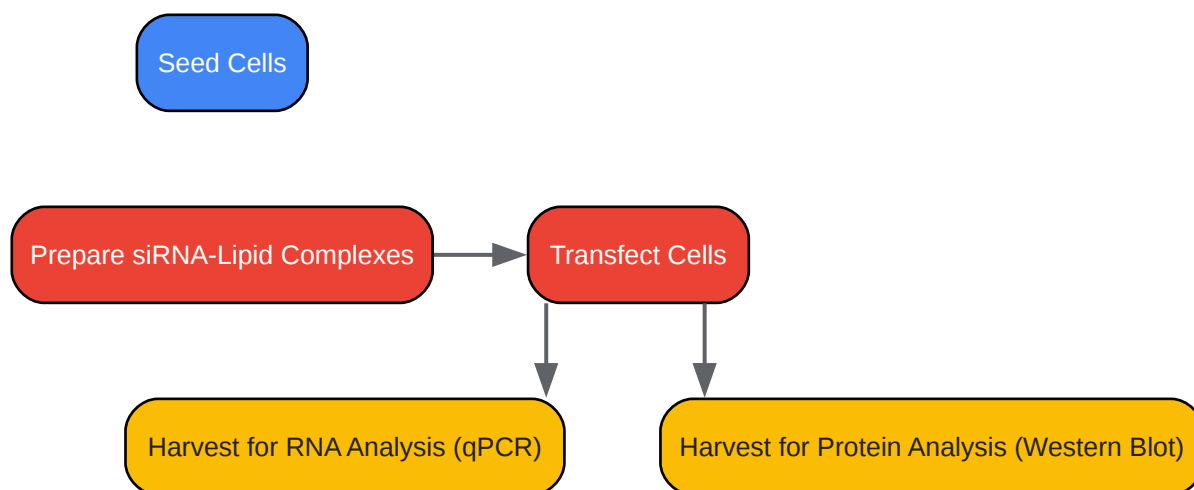 Seed Cells
Prepare siRNA-Lipid Complexes
Transfect Cells
Harvest for RNA Analysis (qPCR)
Harvest for Protein Analysis (Western Blot)